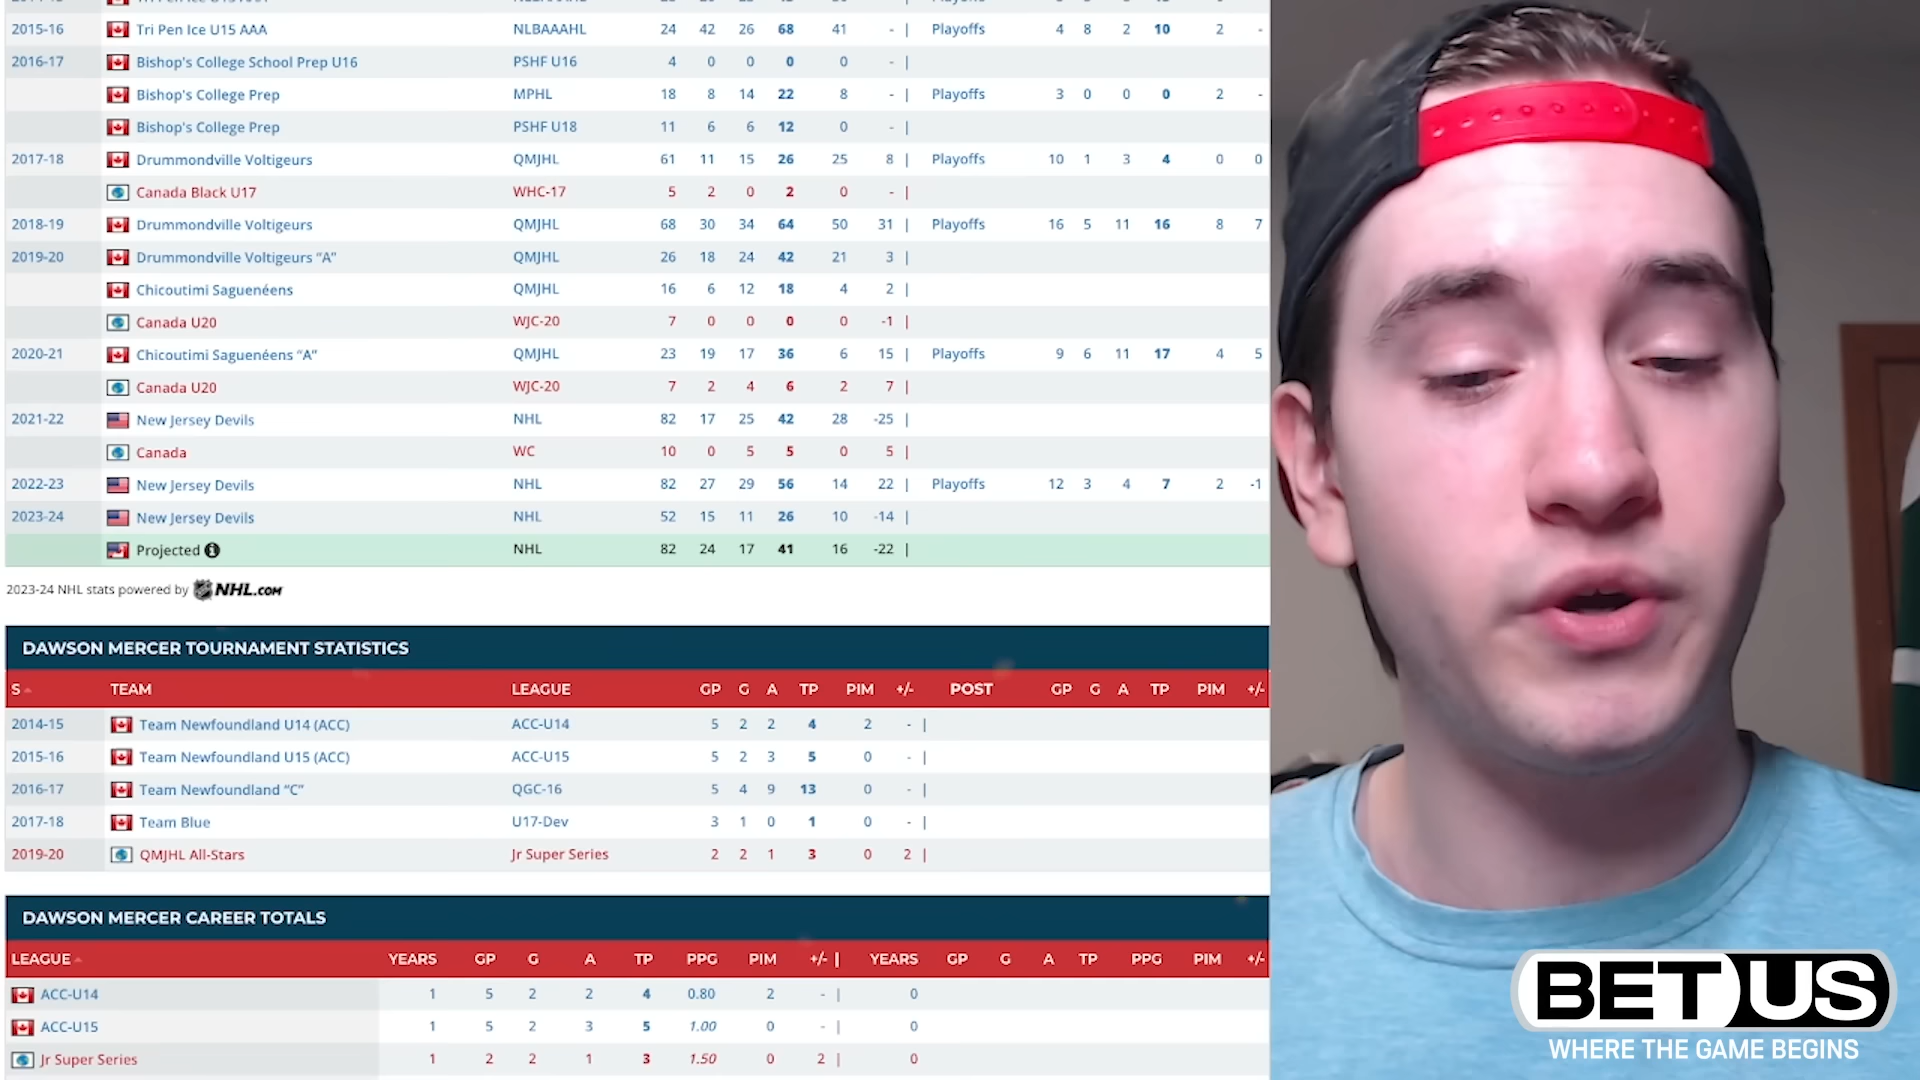 2015-16 Tri Pen Ice U15 AAA NLBAAAHL 24 42 26 68 41 - | Playoffs 4 8 2 10 2 -
2016-17 Bishop's College School Prep U16 PSHF U16 4 0 0 0 0 - |
Bishop's College Prep MPHL 18 8 14 22 8 - | Playoffs 3 0 0 0 2 -
Bishop's College Prep PSHF U18 11 6 6 12 0 - |
2017-18 Drummondville Voltigeurs QMJHL 61 11 15 26 25 8 | Playoffs 10 1 3 4 0 0
Canada Black U17 WHC-17 5 2 0 2 0 - |
2018-19 Drummondville Voltigeurs QMJHL 68 30 34 64 50 31 | Playoffs 16 5 11 16 8 7
2019-20 Drummondville Voltigeurs "A" QMJHL 26 18 24 42 21 3 |
Chicoutimi Saguenéens QMJHL 16 6 12 18 4 2 |
Canada U20 WJC-20 7 0 0 0 0 -1 |
2020-21 Chicoutimi Saguenéens "A" QMJHL 23 19 17 36 6 15 | Playoffs 9 6 11 17 4 5
Canada U20 WJC-20 7 2 4 6 2 7 |
2021-22 New Jersey Devils NHL 82 17 25 42 28 -25 |
Canada WC 10 0 5 5 0 5 |
2022-23 New Jersey Devils NHL 82 27 29 56 14 22 | Playoffs 12 3 4 7 2 -1
2023-24 New Jersey Devils NHL 52 15 11 26 10 -14 |
Projected NHL 82 24 17 41 16 -22 |
2023-24 NHL stats powered by NHL.COM
DAWSON MERCER TOURNAMENT STATISTICS
S TEAM LEAGUE GP G A TP PIM +/- POST GP G A TP PIM +/-
2014-15 Team Newfoundland U14 (ACC) ACC-U14 5 2 2 4 2 - |
2015-16 Team Newfoundland U15 (ACC) ACC-U15 5 2 3 5 0 - |
2016-17 Team Newfoundland "C" QGC-16 5 4 9 13 0 - |
2017-18 Team Blue U17-Dev 3 1 0 1 0 - |
2019-20 QMJHL All-Stars Jr Super Series 2 2 1 3 0 2 |
DAWSON MERCER CAREER TOTALS
LEAGUE YEARS GP G A TP PPG PIM +/- | YEARS GP G A TP PPG PIM +/-
ACC-U14 1 5 2 2 4 0.80 2 - | 0
ACC-U15 1 5 2 3 5 1.00 0 - | 0
Jr Super Series 1 2 2 1 3 1.50 0 2 | 0
BETUS
WHERE THE GAME BEGINS